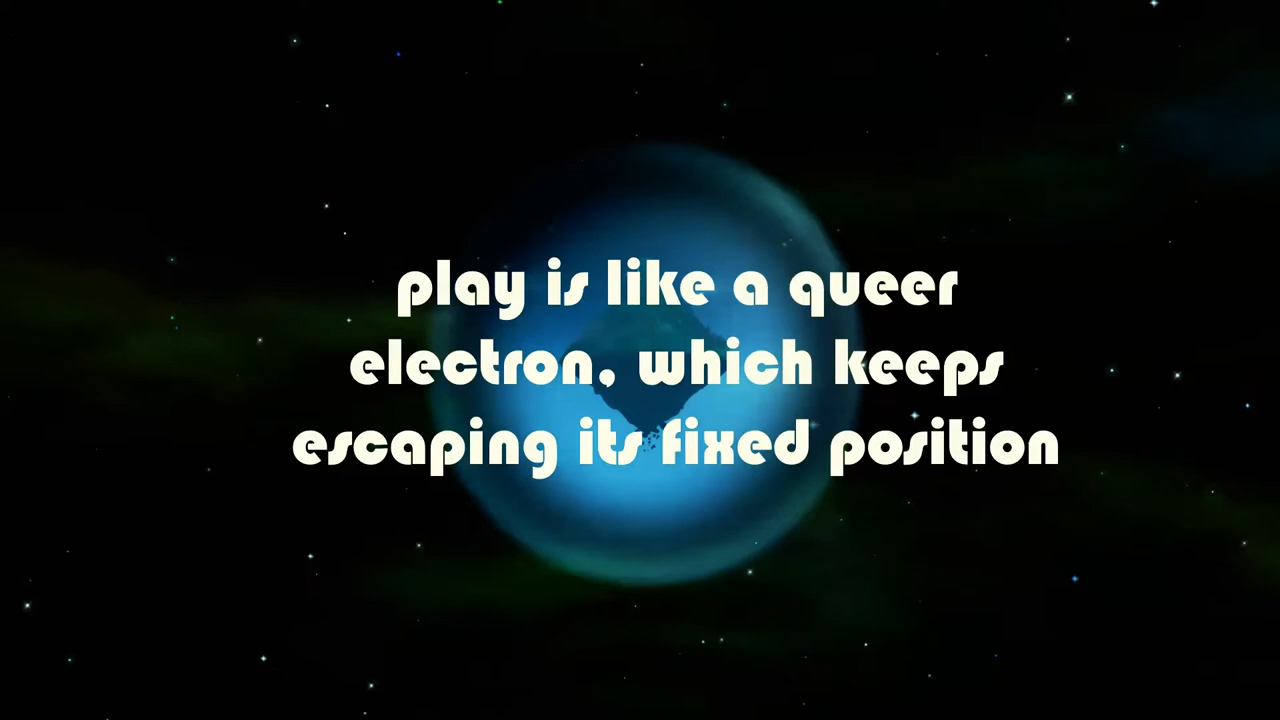 play is like a queer
electron, which keeps
escaping its fixed position